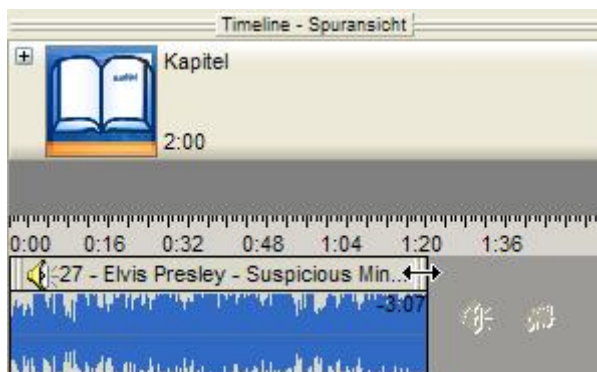 Timeline - Spuransicht
Kapitel
2:00
0:00 0:16 0:32 0:48 1:04 1:20 1:36
27 - Elvis Presley - Suspicious Min...
-3:07